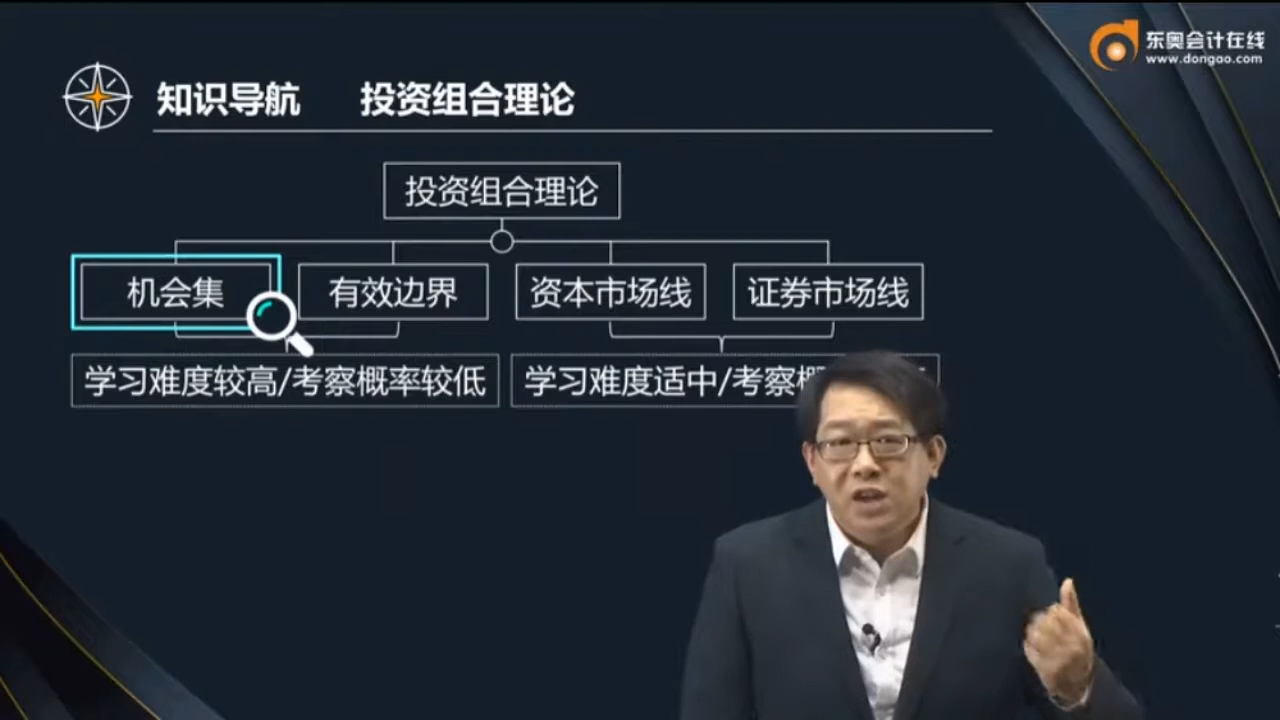 东奥会计在线
www.dongao.com
知识导航 投资组合理论
投资组合理论
机会集 有效边界 资本市场线 证券市场线
学习难度较高/考察概率较低 学习难度适中/考察